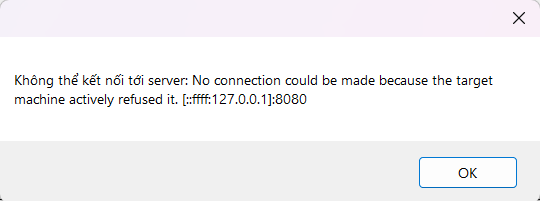 Không thể kết nối tới server: No connection could be made because the target
machine actively refused it. [::ffff:127.0.0.1]:8080
OK